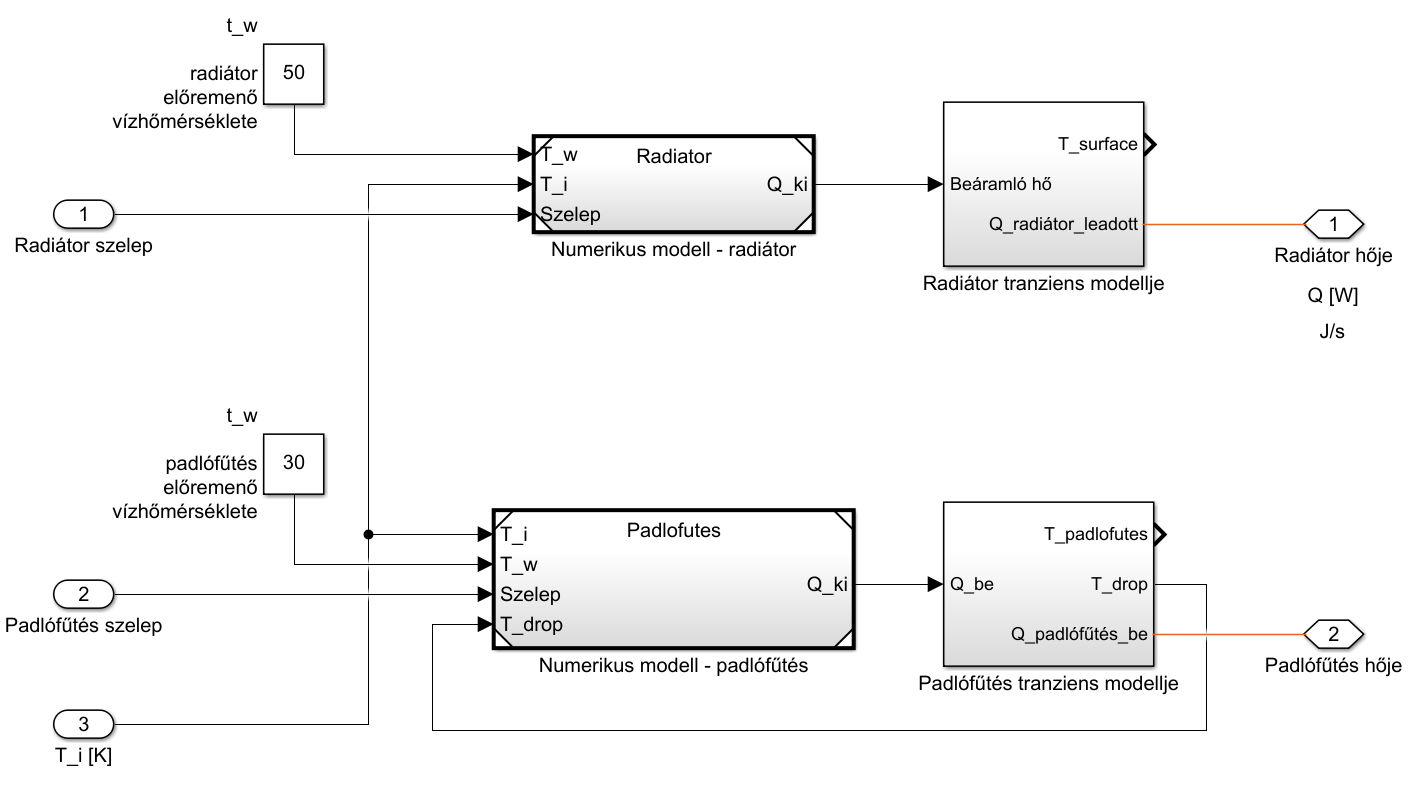 t_w
50
radiátor
előremenő
vízhőmérséklete
T_w
T_i
Szelep
Radiator
Q_ki
Numerikus modell - radiátor
T_surface
Beáramló hő
Q_radiátor_leadott
Radiátor tranziens modellje
1
Radiátor szelep
1
Radiátor hője
Q [W]
J/s
t_w
30
padlófűtés
előremenő
vízhőmérséklete
T_i
T_w
Szelep
T_drop
Padlofutes
Q_ki
Numerikus modell - padlófűtés
T_padlofutes
Q_be
T_drop
Q_padlófűtés_be
Padlófűtés tranziens modellje
2
Padlófűtés szelep
2
Padlófűtés hője
3
T_i [K]